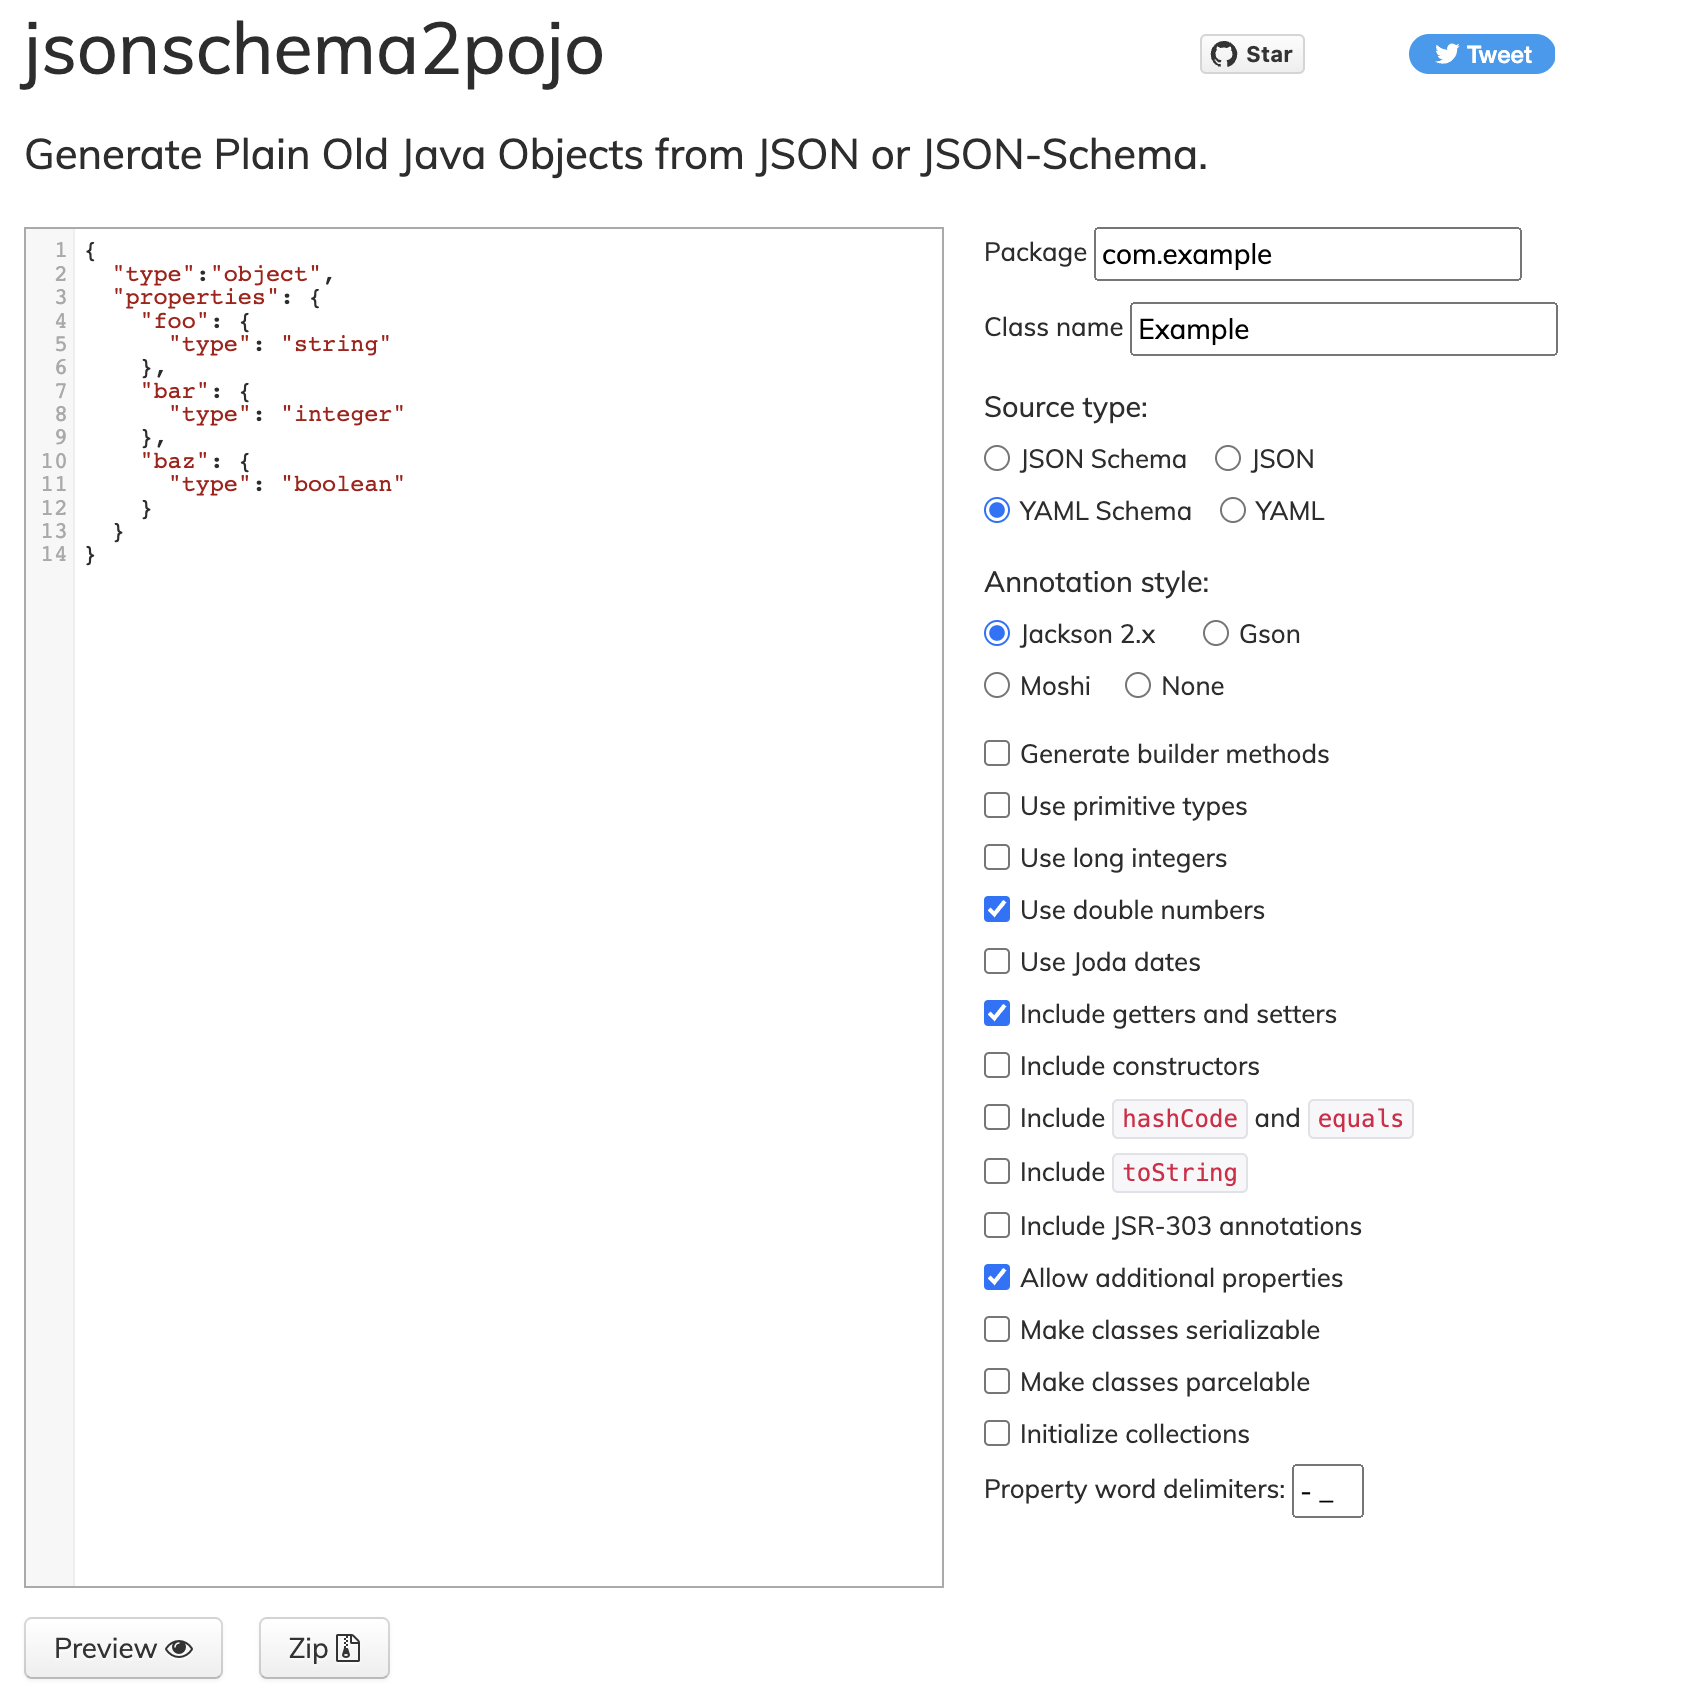 jsonschema2pojo
Star
Tweet
Generate Plain Old Java Objects from JSON or JSON-Schema.
1 {
2   "type":"object",
3   "properties": {
4     "foo": {
5       "type": "string"
6     },
7     "bar": {
8       "type": "integer"
9     },
10     "baz": {
11       "type": "boolean"
12     }
13   }
14 }
Package com.example
Class name Example
Source type:
JSON Schema JSON
YAML Schema YAML
Annotation style:
Jackson 2.x Gson
Moshi None
Generate builder methods
Use primitive types
Use long integers
Use double numbers
Use Joda dates
Include getters and setters
Include constructors
Include hashCode and equals
Include toString
Include JSR-303 annotations
Allow additional properties
Make classes serializable
Make classes parcelable
Initialize collections
Property word delimiters: - _
Preview
Zip